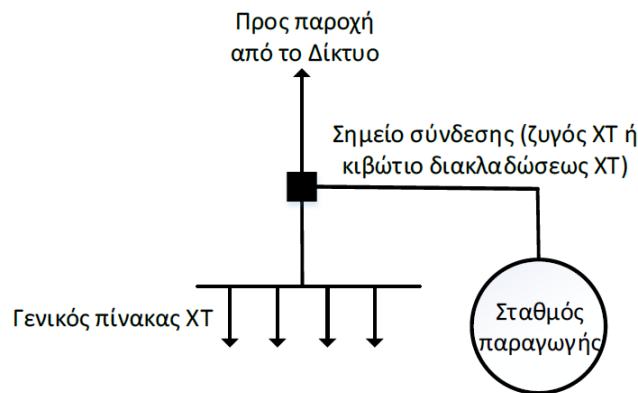 Προς παροχή
από το Δίκτυο
Σημείο σύνδεσης (ζυγός ΧΤ ή
κιβώτιο διακλαδώσεως ΧΤ)
Γενικός πίνακας ΧΤ
Σταθμός
παραγωγής